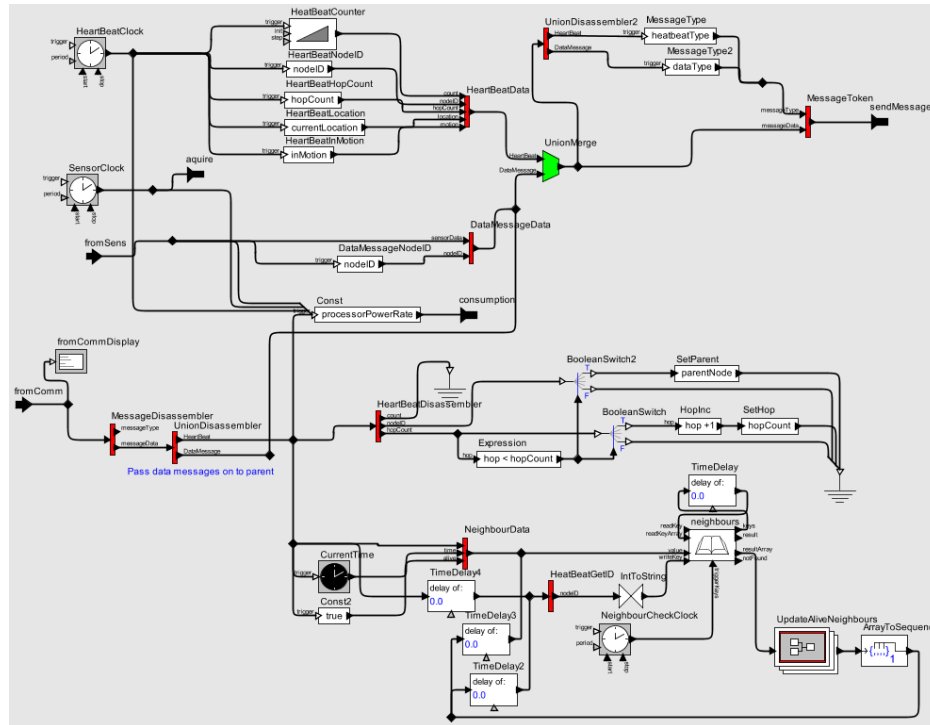 HeartBeatClock
trigger
period
start
stop
HeartBeatCounter
trigger
init
step
HeartBeatNodeID
trigger
nodeID
HeartBeatHopCount
trigger
hopCount
HeartBeatLocation
trigger
currentLocation
HeartBeatInMotion
trigger
inMotion
count
nodeID
hopCount
location
motion
HeartBeatData
UnionDisassembler2
HeartBeat
DataMessage
MessageType
trigger
heatbeatType
MessageType2
trigger
dataType
messageType
messageData
MessageToken
sendMessage
UnionMerge
HeartBeat
DataMessage
SensorClock
trigger
period
start
stop
aquire
fromSens
DataMessageNodeID
trigger
nodeID
sensorData
nodeID
DataMessageData
Const
processorPowerRate
consumption
fromCommDisplay
fromComm
MessageDisassembler
messageType
messageData
UnionDisassembler
HeartBeat
DataMessage
Pass data messages on to parent
HeartBeatDisassembler
count
nodeID
hopCount
BooleanSwitch2
T
F
SetParent
parentNode
BooleanSwitch
T
F
HopInc
hop
hop +1
SetHop
hopCount
Expression
hop
hop < hopCount
TimeDelay
delay of:
0.0
neighbours
readKey
readKeyArray
value
writeKey
keys
result
resultArray
notFound
triggerKeys
NeighbourData
time
alive
CurrentTime
trigger
Const2
trigger
true
TimeDelay4
delay of:
0.0
HeatBeatGetID
nodeID
IntToString
TimeDelay3
delay of:
0.0
TimeDelay2
delay of:
0.0
NeighbourCheckClock
trigger
period
start
stop
UpdateAliveNeighbours
ArrayToSequenc
{....}
1